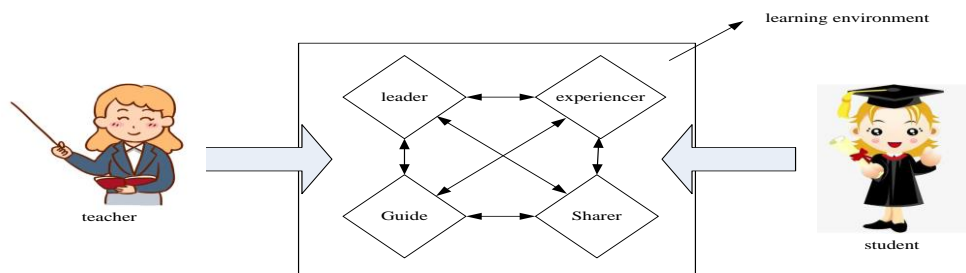 learning environment
leader
experiencer
teacher
Guide
Sharer
student